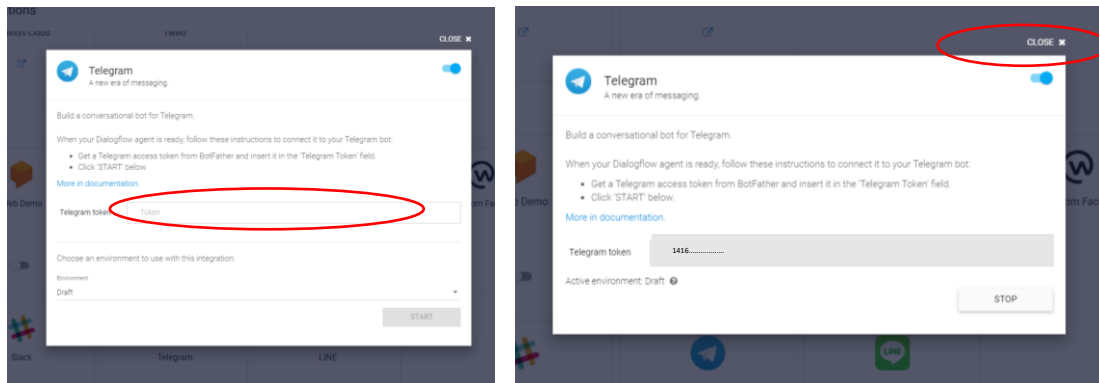 tions
CLOSE ✖
Telegram
A new era of messaging.
Build a conversational bot for Telegram.
When your Dialogflow agent is ready, follow these instructions to connect it to your Telegram bot:
• Get a Telegram access token from BotFather and insert it in the 'Telegram Token' field.
• Click 'START' below.
More in documentation.
Telegram token
Token
Choose an environment to use with this integration.
Environment
Draft
START
Slack
Telegram
LINE
CLOSE ✖
Telegram
A new era of messaging.
Build a conversational bot for Telegram.
When your Dialogflow agent is ready, follow these instructions to connect it to your Telegram bot:
• Get a Telegram access token from BotFather and insert it in the 'Telegram Token' field.
• Click 'START' below.
More in documentation.
Telegram token
1416.................
Active environment: Draft
STOP
Demo
om Fac
LINE